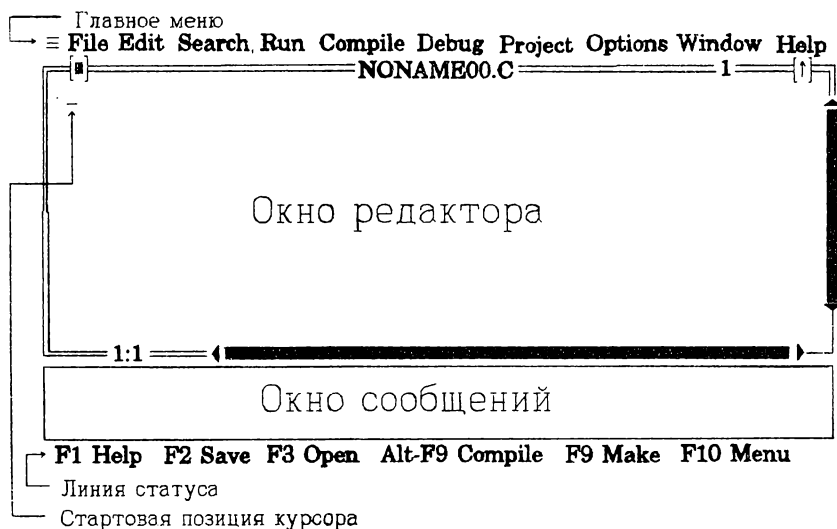 Главное меню
≡ File Edit Search Run Compile Debug Project Options Window Help
[■] NONAME00.C 1 [↑]
Окно редактора
1:1
Окно сообщений
F1 Help F2 Save F3 Open Alt-F9 Compile F9 Make F10 Menu
Линия статуса
Стартовая позиция курсора